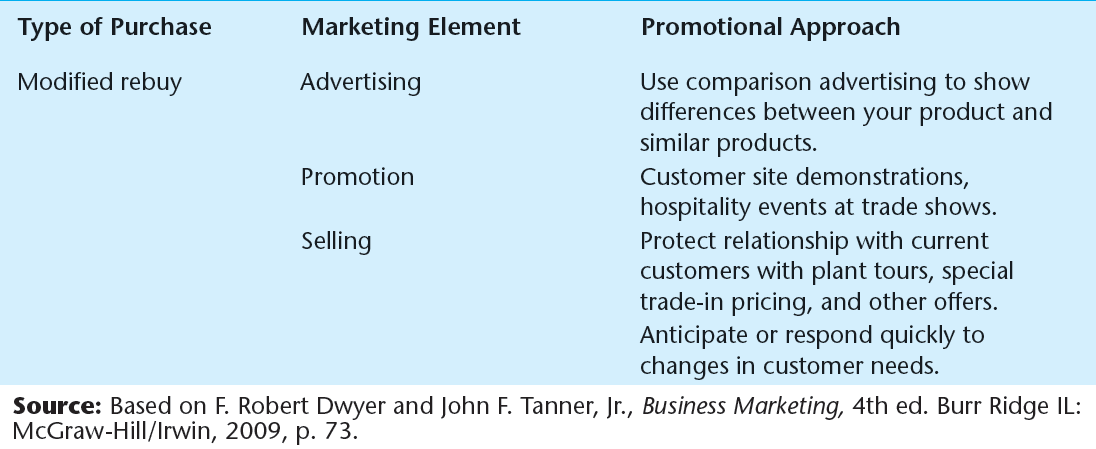 Type of Purchase Marketing Element Promotional Approach
Modified rebuy Advertising Use comparison advertising to show
differences between your product and
similar products.
Promotion Customer site demonstrations,
hospitality events at trade shows.
Selling Protect relationship with current
customers with plant tours, special
trade-in pricing, and other offers.
Anticipate or respond quickly to
changes in customer needs.
Source: Based on F. Robert Dwyer and John F. Tanner, Jr., Business Marketing, 4th ed. Burr Ridge IL:
McGraw-Hill/Irwin, 2009, p. 73.